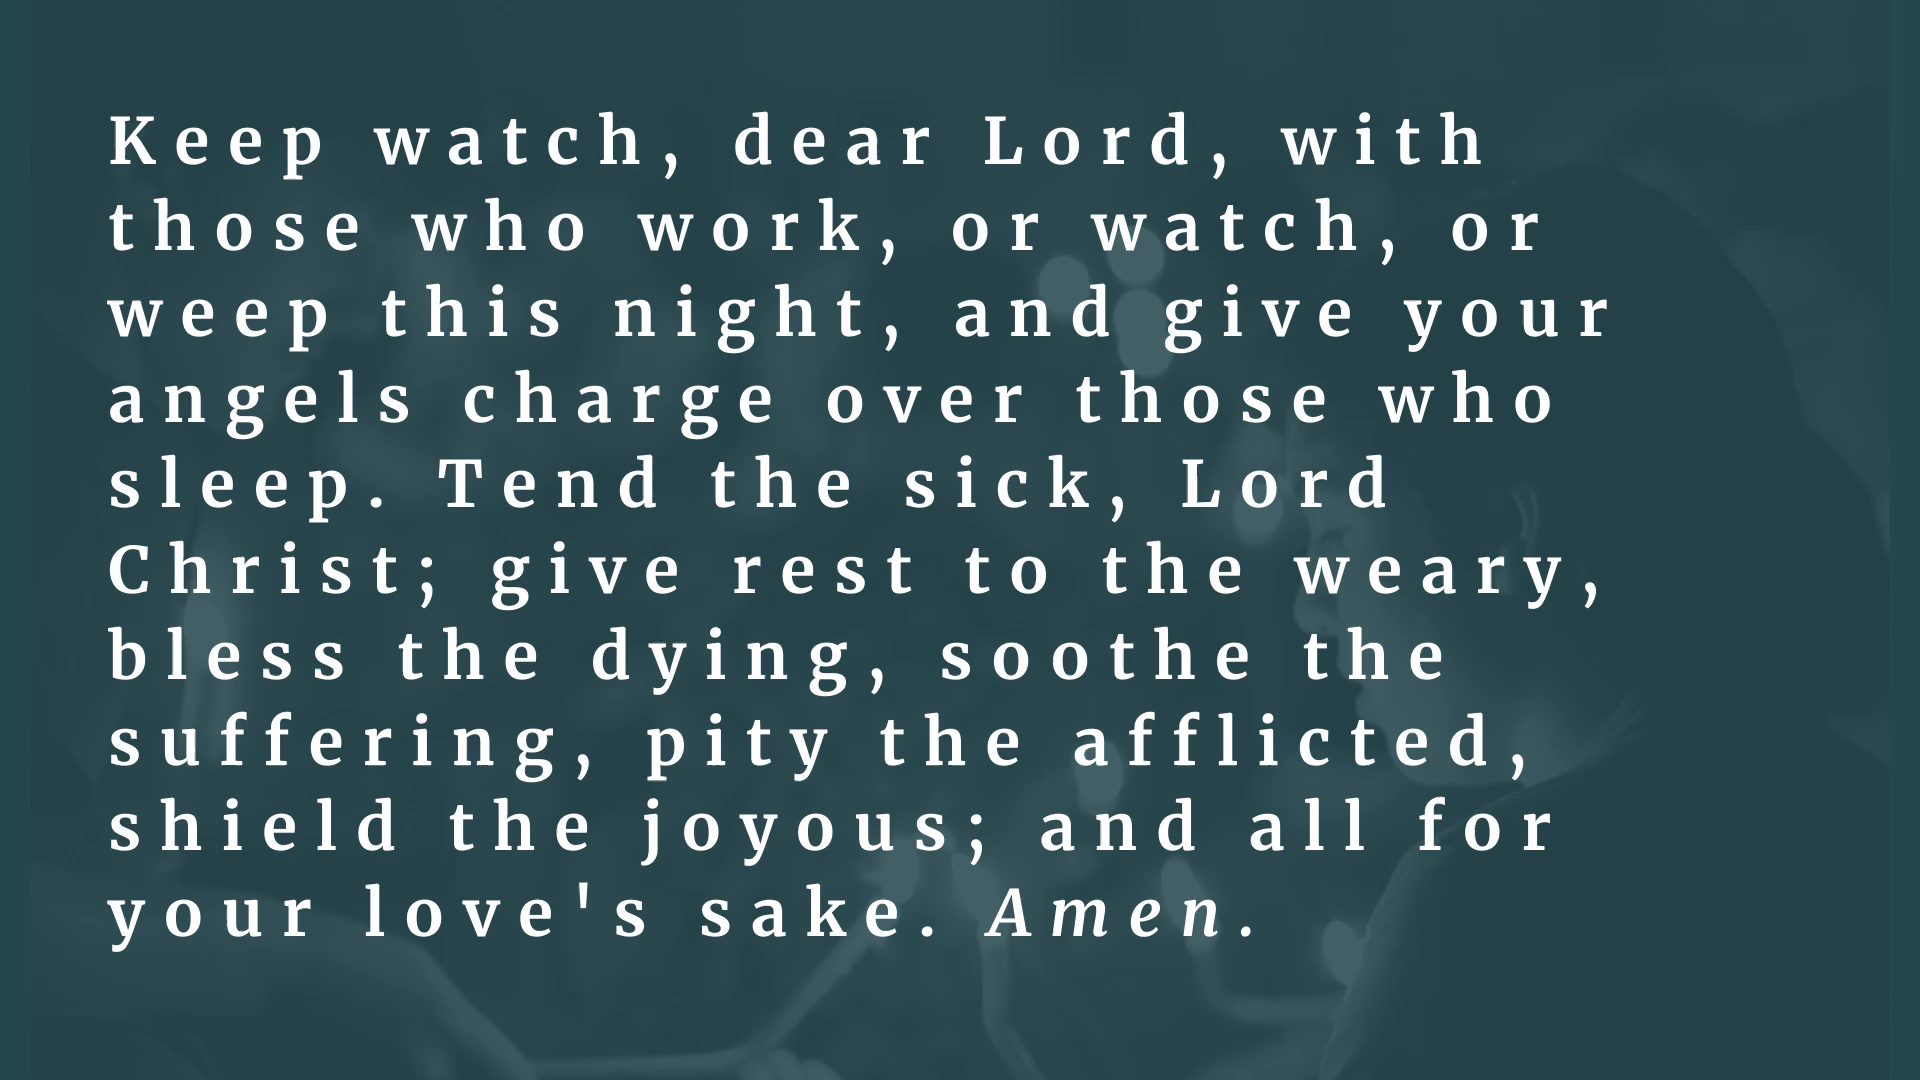 Keep watch, dear Lord, with
those who work, or watch, or
weep this night, and give your
angels charge over those who
sleep. Tend the sick, Lord
Christ; give rest to the weary,
bless the dying, soothe the
suffering, pity the afflicted,
shield the joyous; and all for
your love's sake. Amen.